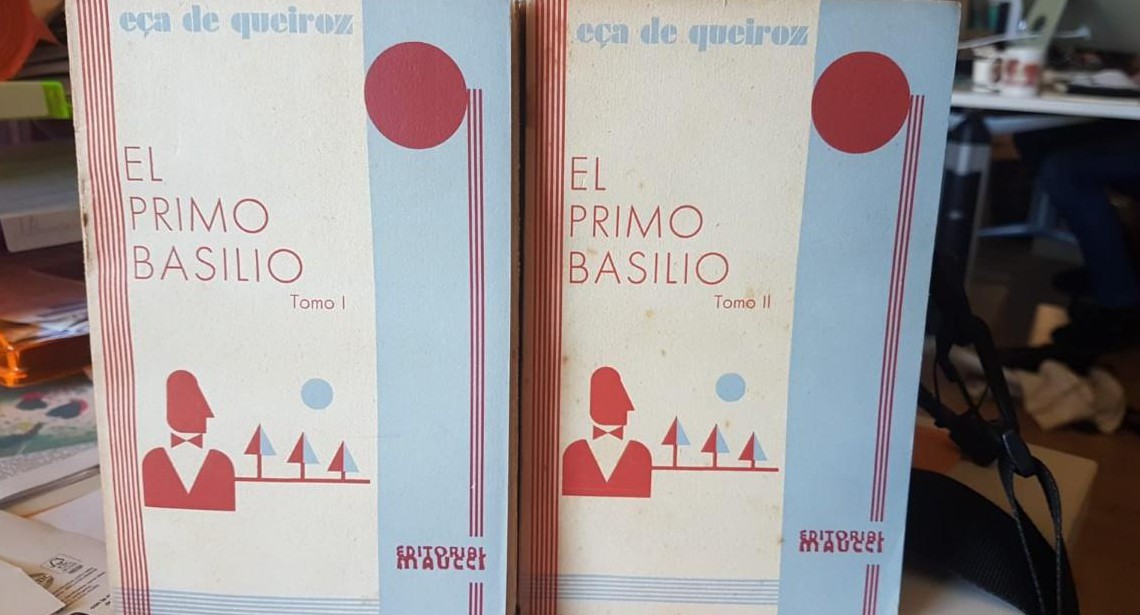 eça de queiroz
EL
PRIMO
BASILIO
Tomo I
EDITORIAL
MAUCCI
eça de queiroz
EL
PRIMO
BASILIO
Tomo II
EDITORIAL
MAUCCI